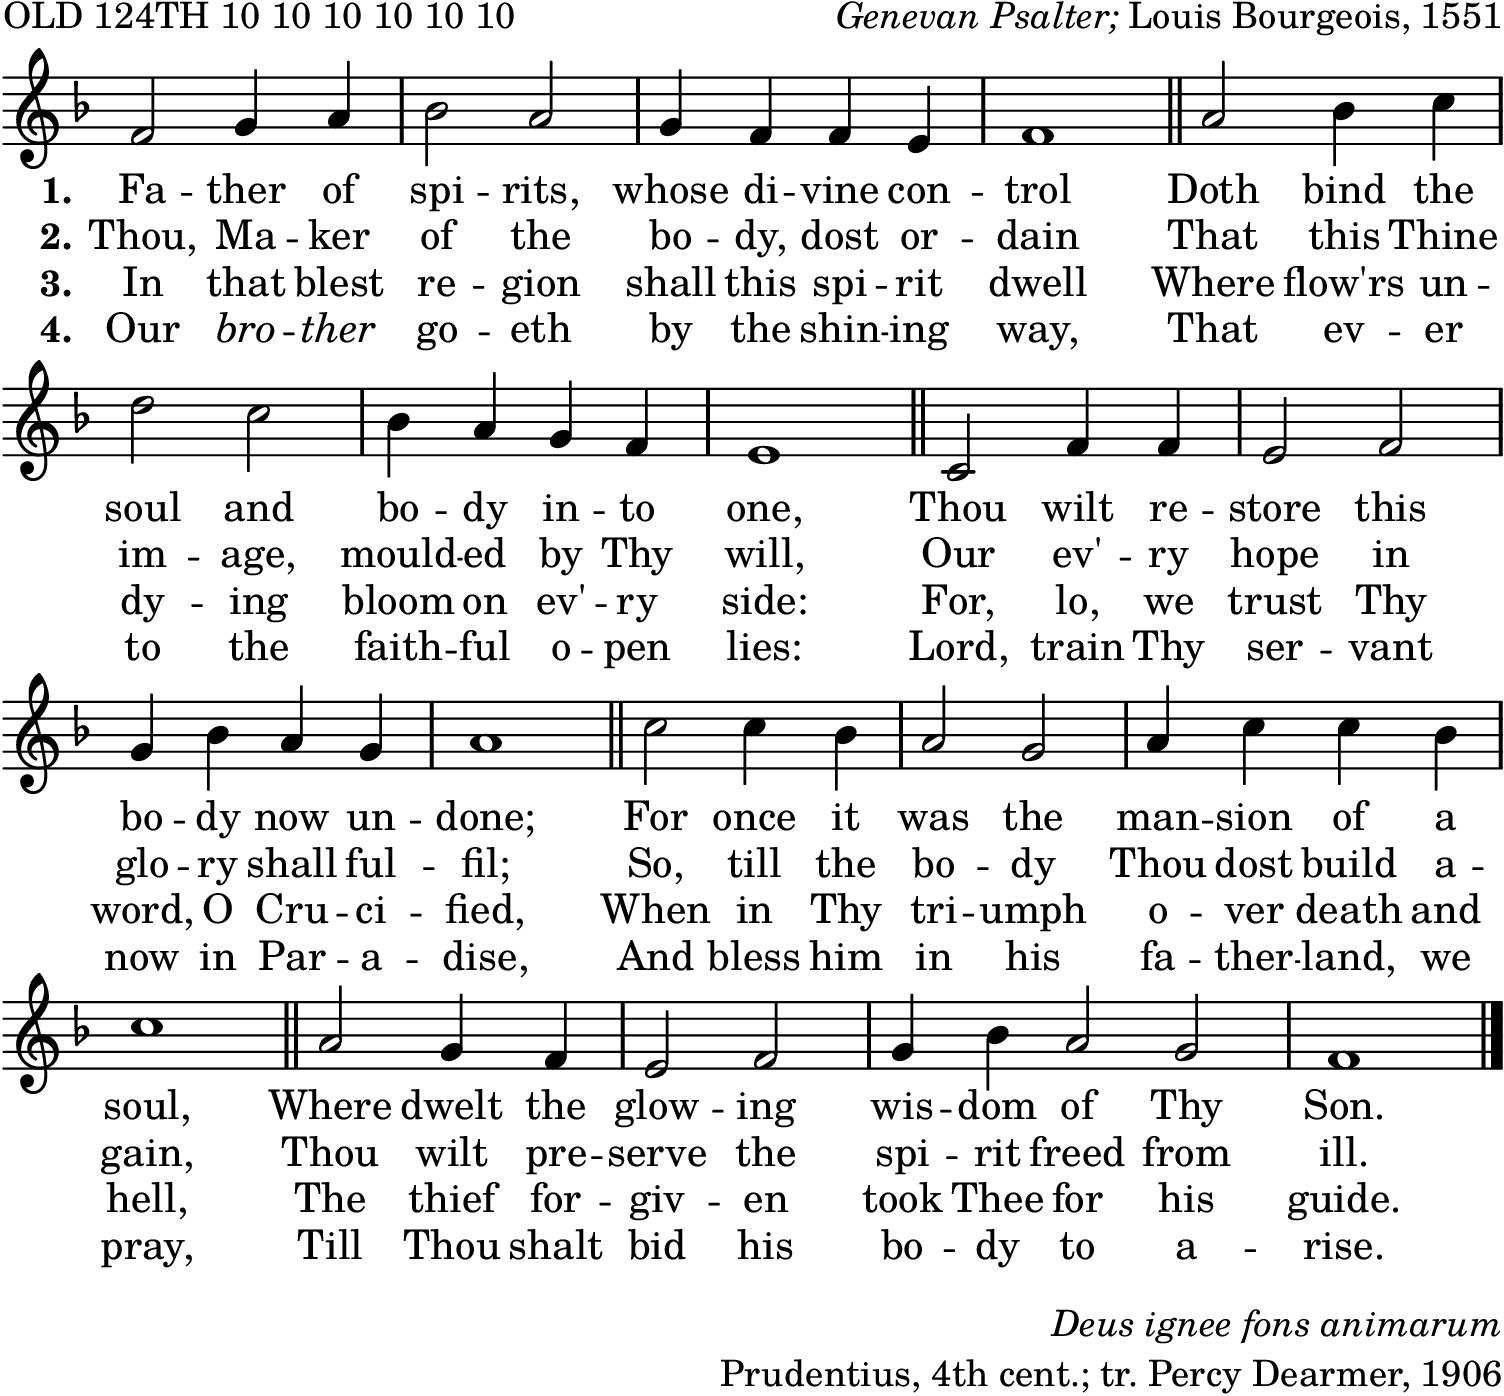 OLD 124TH 10 10 10 10 10 10 Genevan Psalter; Louis Bourgeois, 1551
1. Fa -- ther of spi -- rits, whose di -- vine con -- trol Doth bind the
2. Thou, Ma -- ker of the bo -- dy, dost or -- dain That this Thine
3. In that blest re -- gion shall this spi -- rit dwell Where flow'rs un --
4. Our bro -- ther go -- eth by the shin -- ing way, That ev -- er
soul and bo -- dy in -- to one, Thou wilt re -- store this
im -- age, mould -- ed by Thy will, Our ev' -- ry hope in
dy -- ing bloom on ev' -- ry side: For, lo, we trust Thy
to the faith -- ful o -- pen lies: Lord, train Thy ser -- vant
bo -- dy now un -- done; For once it was the man -- sion of a
glo -- ry shall ful -- fil; So, till the bo -- dy Thou dost build a --
word, O Cru -- ci -- fied, When in Thy tri -- umph o -- ver death and
now in Par -- a -- dise, And bless him in his fa -- ther -- land, we
soul, Where dwelt the glow -- ing wis -- dom of Thy Son.
gain, Thou wilt pre -- serve the spi -- rit freed from ill.
hell, The thief for -- giv -- en took Thee for his guide.
pray, Till Thou shalt bid his bo -- dy to a -- rise.
Deus ignee fons animarum
Prudentius, 4th cent.; tr. Percy Dearmer, 1906